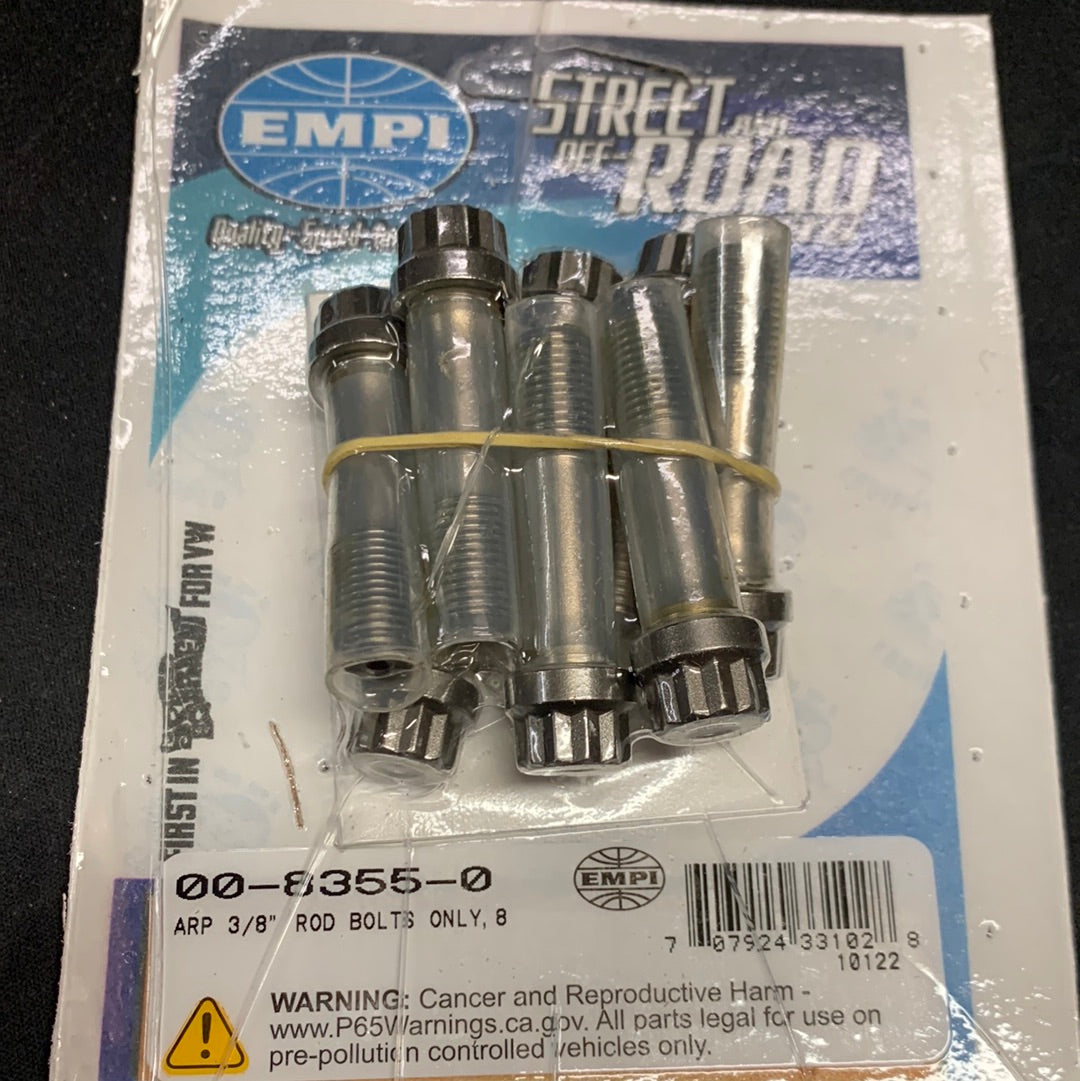 EMPI
STREET AND
OFF-ROAD
Quality-Speed-
FIRST IN
FOR VW
00-8355-0
ARP 3/8" ROD BOLTS ONLY, 8
EMPI
7 07924 33102 8
10122
WARNING: Cancer and Reproductive Harm -
www.P65Warnings.ca.gov. All parts legal for use on
pre-pollution controlled vehicles only.